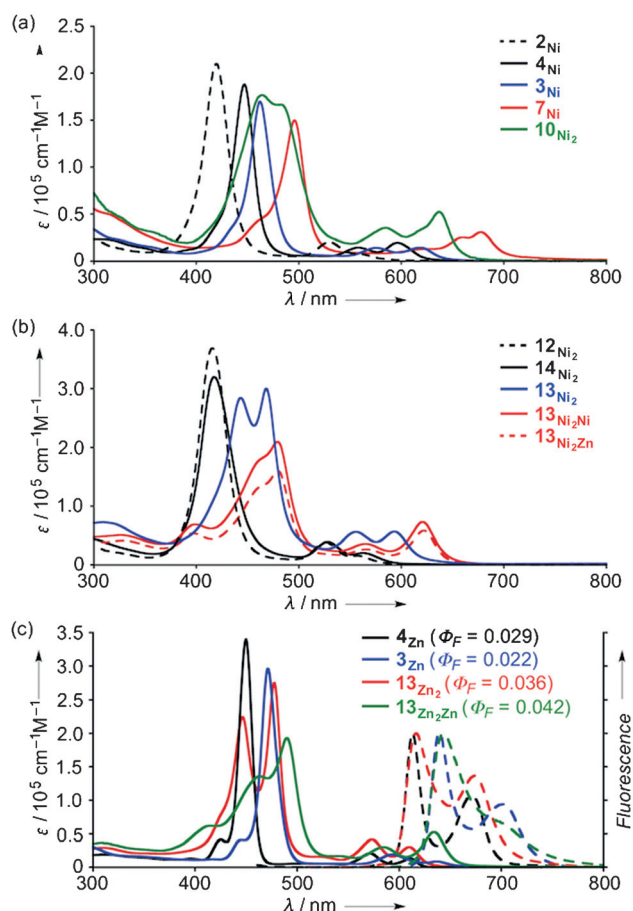 (a)
ε / 10⁵ cm⁻¹M⁻¹
2.5
2.0
1.5
1.0
0.5
0
300 400 500 600 700 800
λ / nm
2Ni
4Ni
3Ni
7Ni
10Ni₂
(b)
ε / 10⁵ cm⁻¹M⁻¹
4.0
3.0
2.0
1.0
0
300 400 500 600 700 800
λ / nm
12Ni₂
14Ni₂
13Ni₂
13Ni₂Ni
13Ni₂Zn
(c)
ε / 10⁵ cm⁻¹M⁻¹
3.5
3.0
2.5
2.0
1.5
1.0
0.5
0
300 400 500 600 700 800
λ / nm
4Zn (ΦF = 0.029)
3Zn (ΦF = 0.022)
13Zn₂ (ΦF = 0.036)
13Zn₂Zn (ΦF = 0.042)
Fluorescence